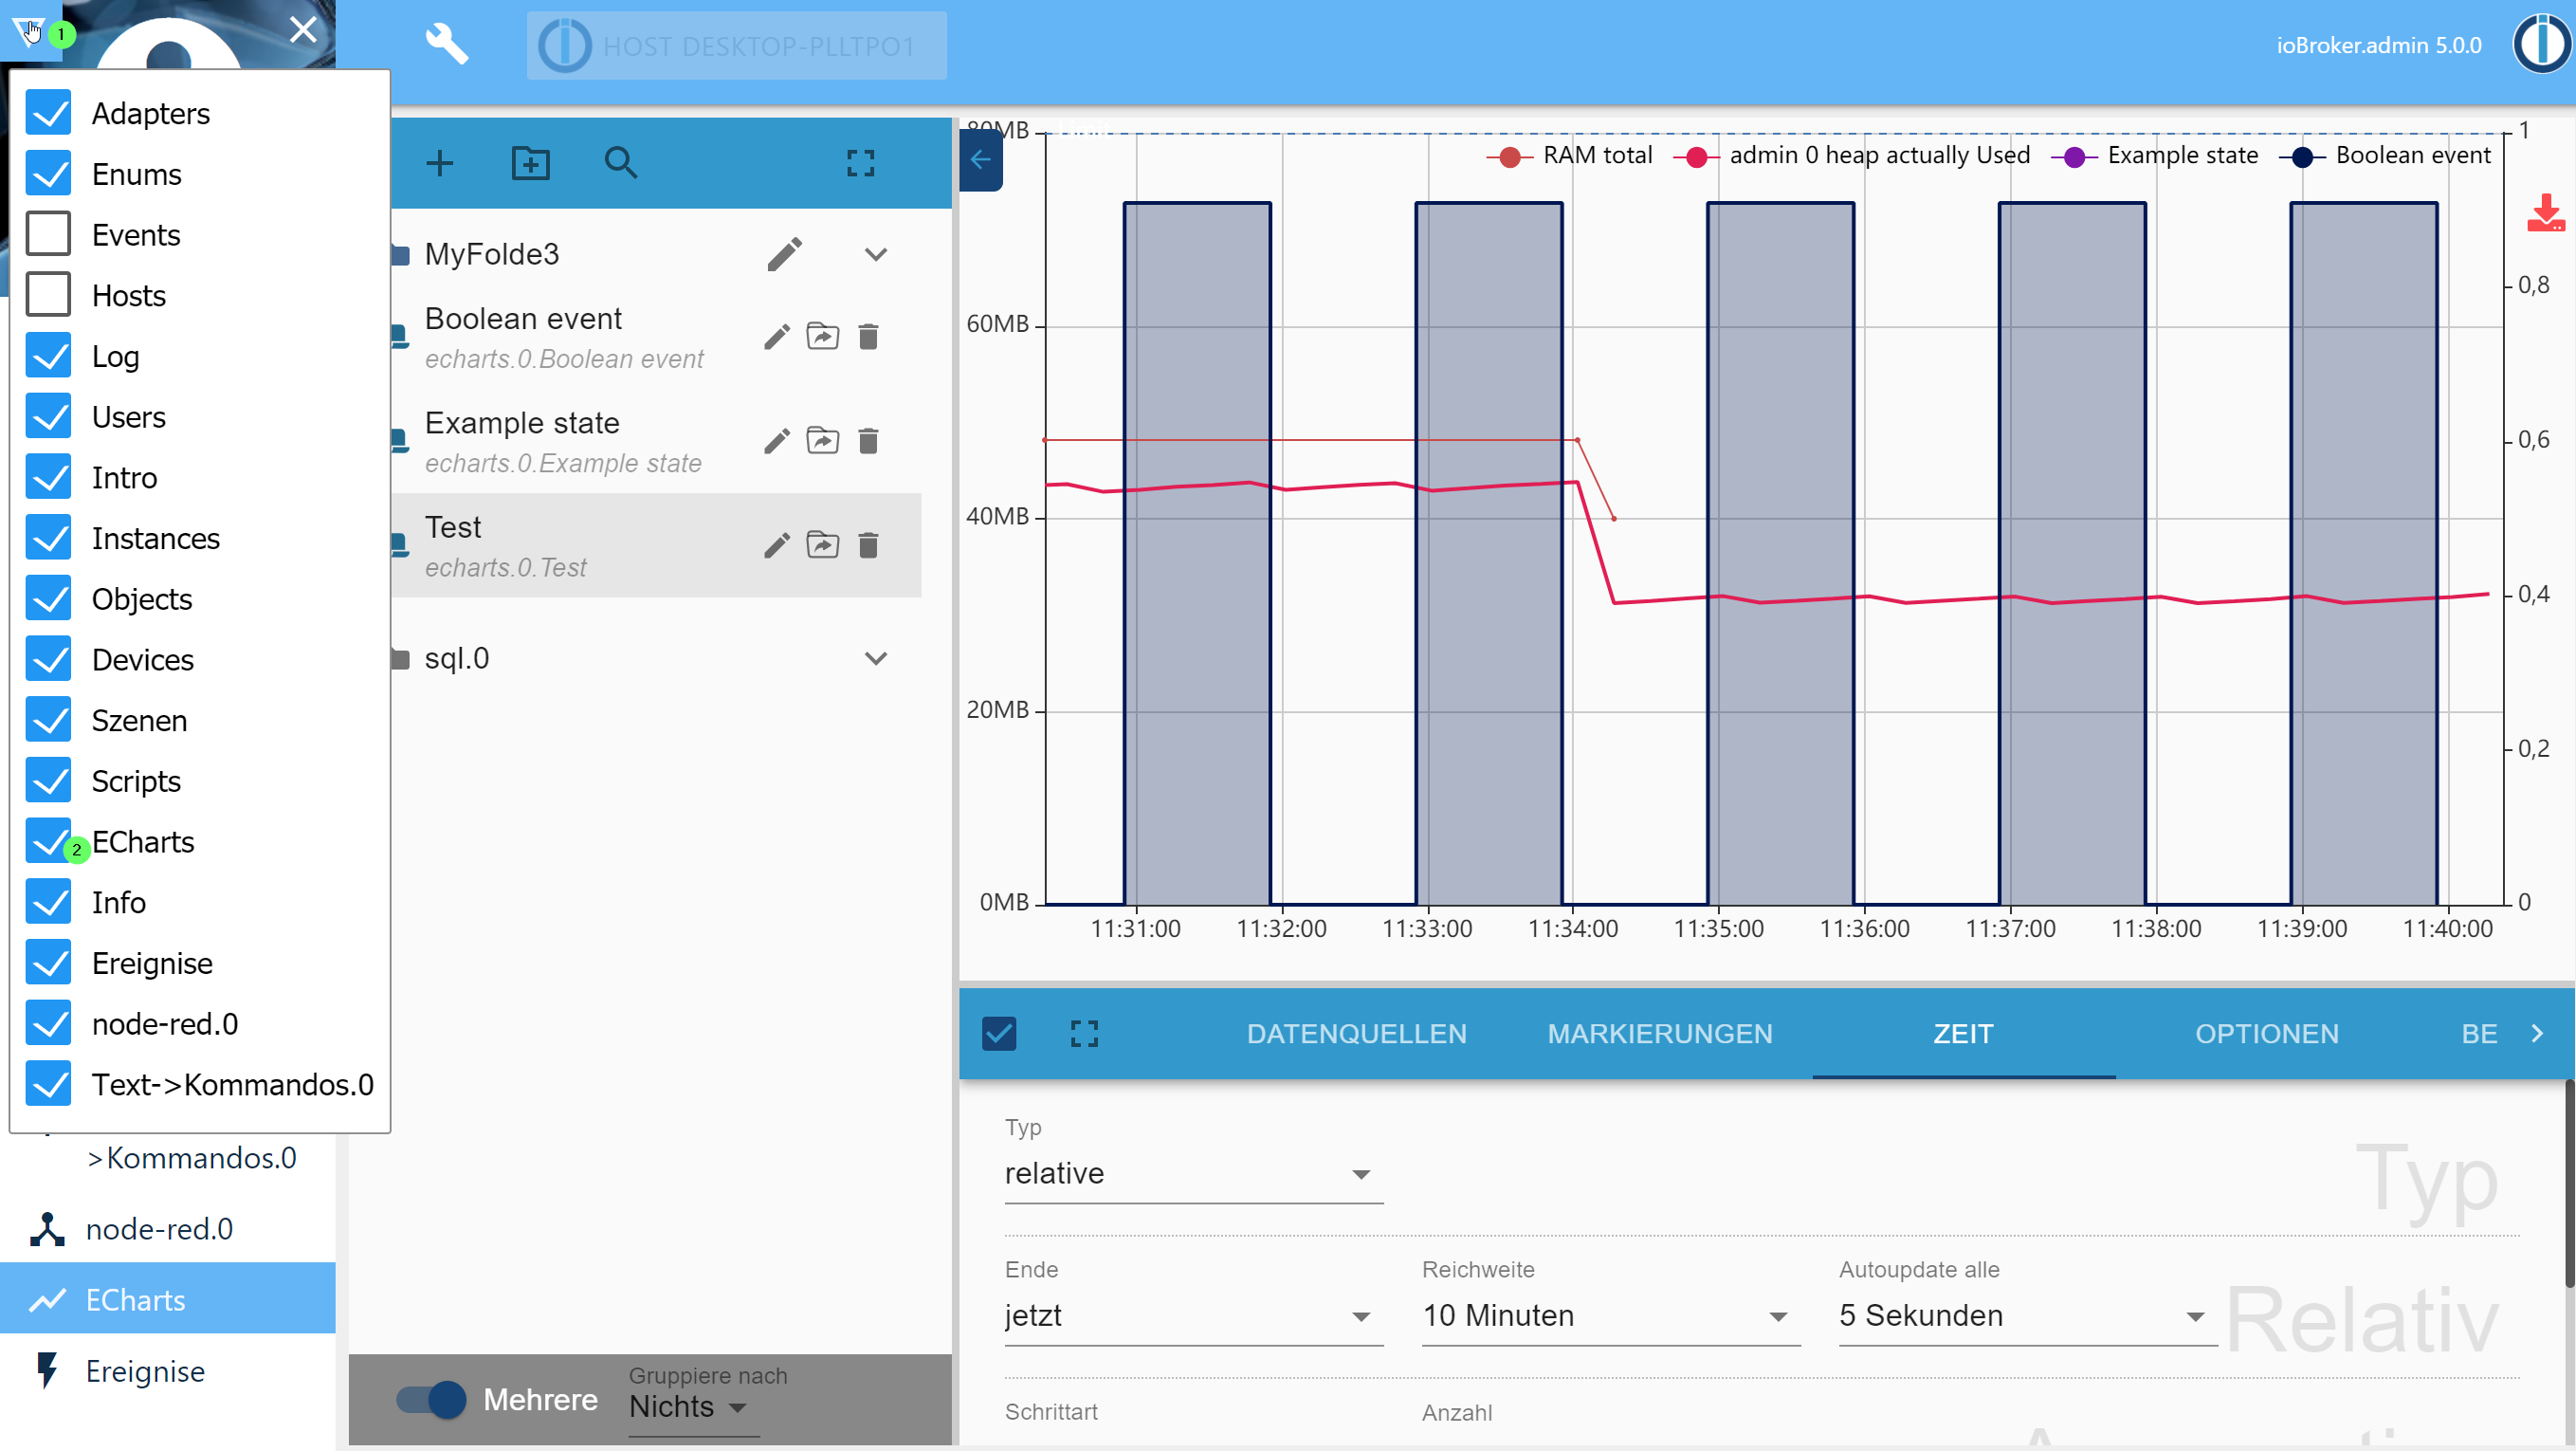 1
HOST DESKTOP-PLLTPO1
ioBroker.admin 5.0.0
Adapters
Enums
Events
Hosts
Log
Users
Intro
Instances
Objects
Devices
Szenen
Scripts
2
ECharts
Info
Ereignise
node-red.0
Text->Kommandos.0
>Kommandos.0
node-red.0
ECharts
Ereignise
MyFolde3
Boolean event
echarts.0.Boolean event
Example state
echarts.0.Example state
Test
echarts.0.Test
sql.0
Mehrere
Gruppiere nach
Nichts
RAM total
admin 0 heap actually Used
Example state
Boolean event
80MB
60MB
40MB
20MB
0MB
1
0,8
0,6
0,4
0,2
0
11:31:00
11:32:00
11:33:00
11:34:00
11:35:00
11:36:00
11:37:00
11:38:00
11:39:00
11:40:00
DATENQUELLEN
MARKIERUNGEN
ZEIT
OPTIONEN
BE
Typ
relative
Typ
Ende
jetzt
Reichweite
10 Minuten
Autoupdate alle
5 Sekunden
Relativ
Schrittart
Anzahl